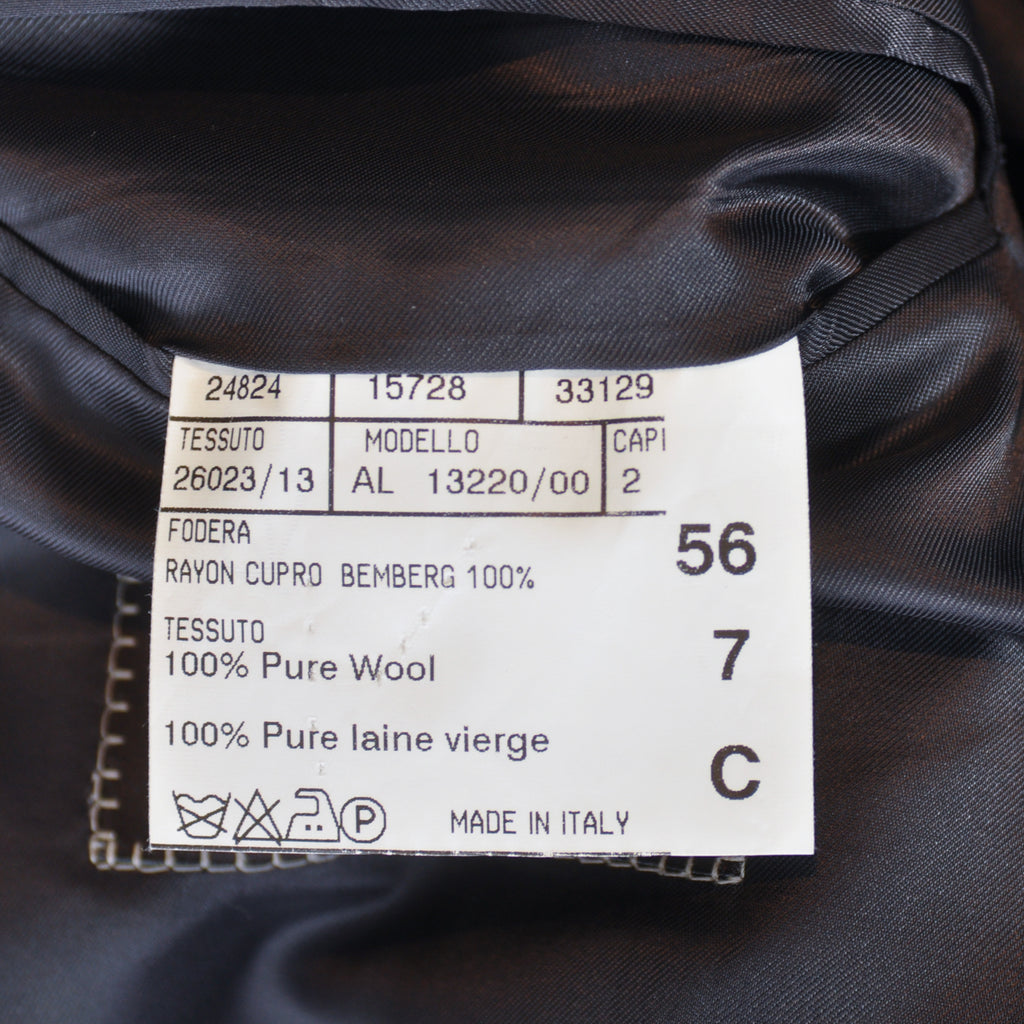 24824 15728 33129
TESSUTO MODELLO CAPI
26023/13 AL 13220/00 2
FODERA
RAYON CUPRO BEMBERG 100%
56
TESSUTO
100% Pure Wool
7
100% Pure laine vierge
C
P MADE IN ITALY